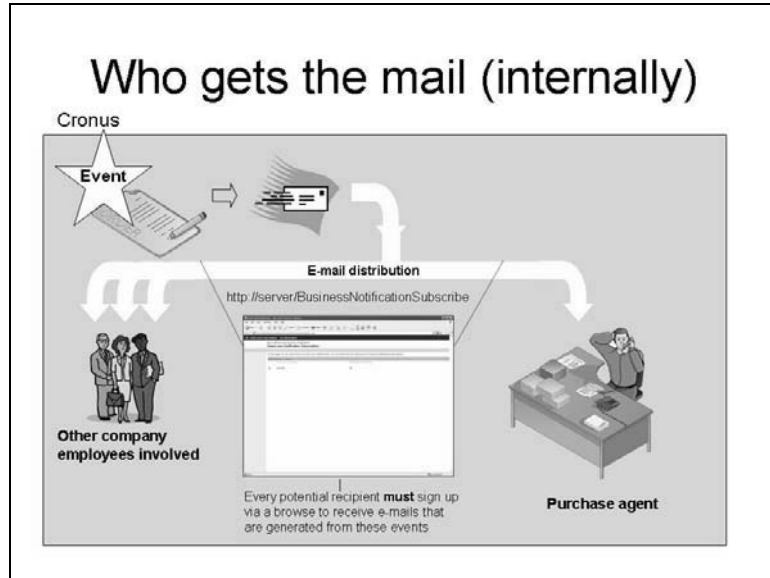 Who gets the mail (internally)
Cronus
Event
E-mail distribution
http://server/BusinessNotificationSubscribe
Other company
employees involved
Every potential recipient must sign up
via a browse to receive e-mails that
are generated from these events
Purchase agent